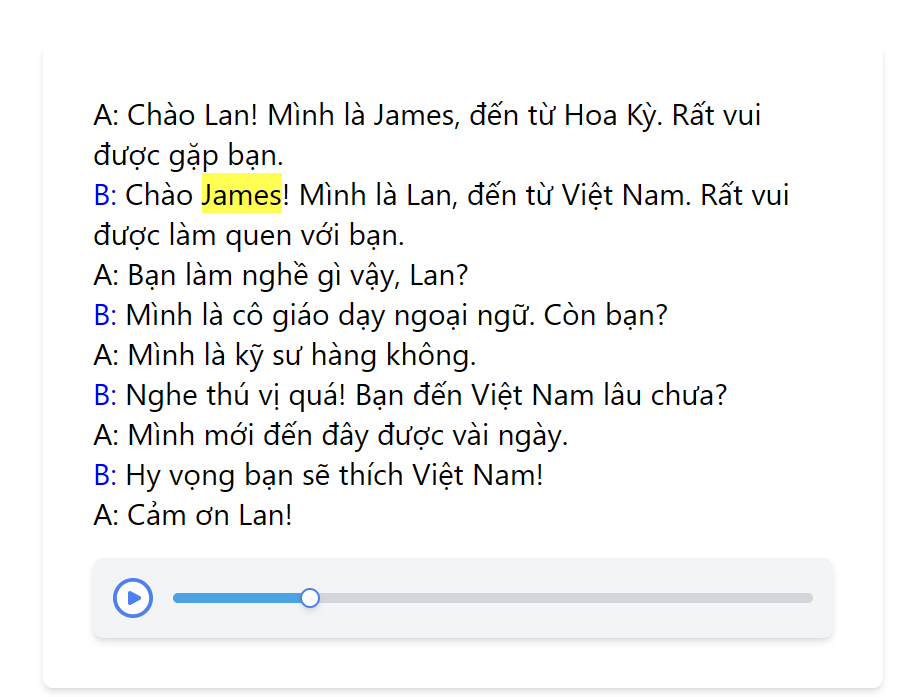 A: Chào Lan! Mình là James, đến từ Hoa Kỳ. Rất vui
được gặp bạn.
B: Chào James! Mình là Lan, đến từ Việt Nam. Rất vui
được làm quen với bạn.
A: Bạn làm nghề gì vậy, Lan?
B: Mình là cô giáo dạy ngoại ngữ. Còn bạn?
A: Mình là kỹ sư hàng không.
B: Nghe thú vị quá! Bạn đến Việt Nam lâu chưa?
A: Mình mới đến đây được vài ngày.
B: Hy vọng bạn sẽ thích Việt Nam!
A: Cảm ơn Lan!